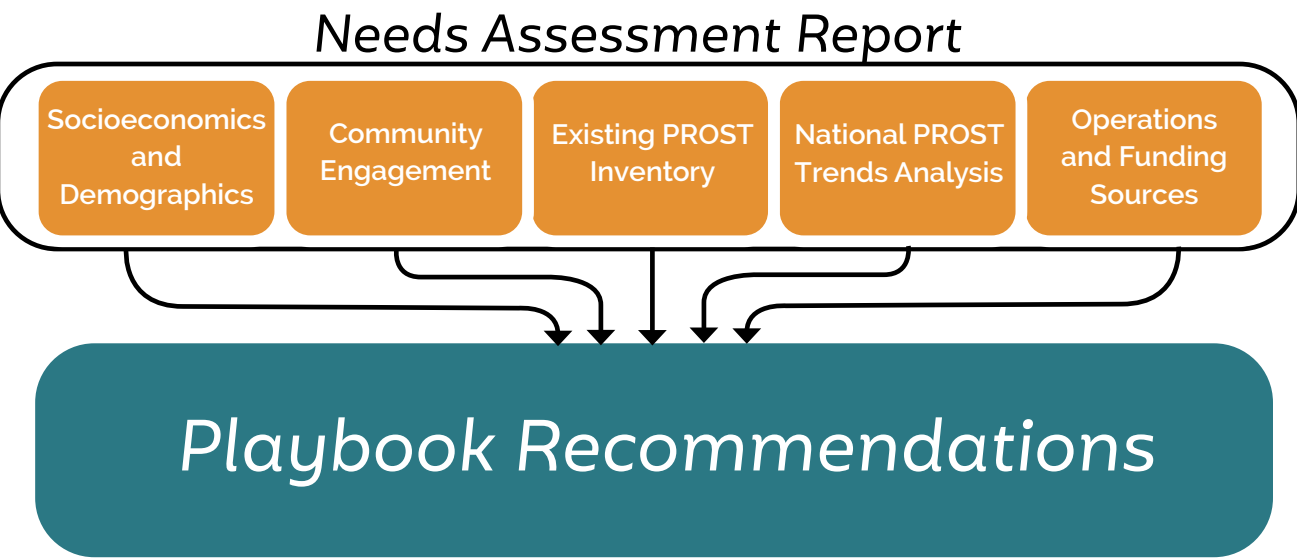 Needs Assessment Report
Socioeconomics
and
Demographics
Community
Engagement
Existing PROST
Inventory
National PROST
Trends Analysis
Operations
and Funding
Sources
Playbook Recommendations